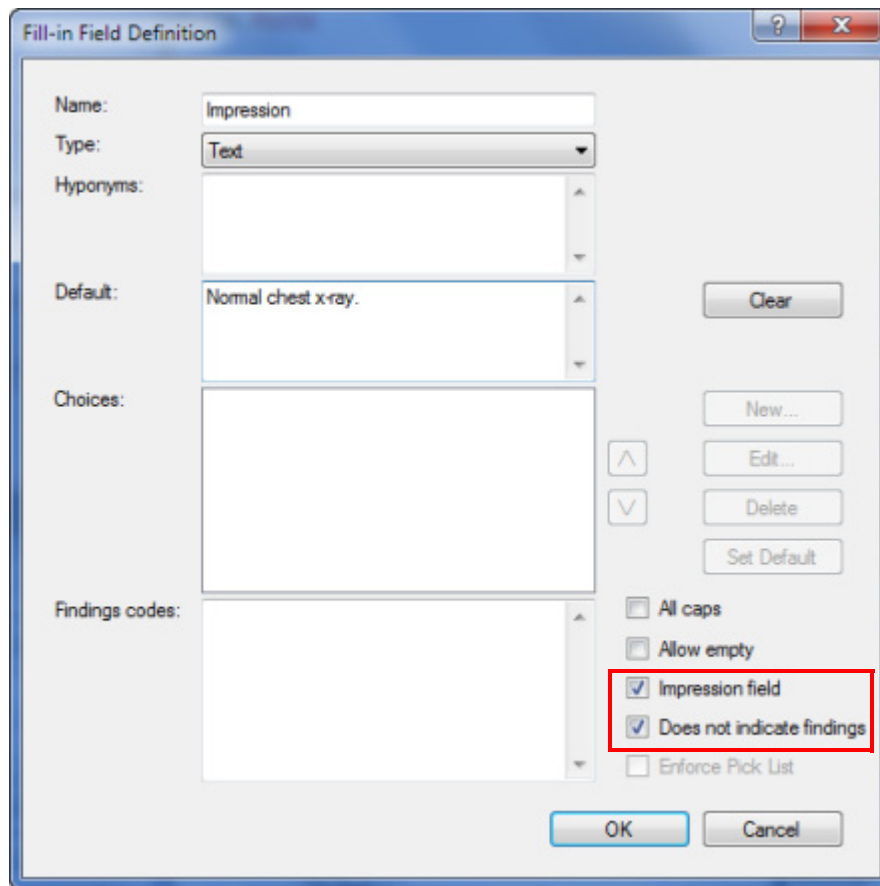 Fill-in Field Definition
Name:
Impression
Type:
Text
Hyponyms:
Default:
Normal chest x-ray.
Clear
Choices:
New...
Edit...
Delete
Set Default
Findings codes:
All caps
Allow empty
Impression field
Does not indicate findings
Enforce Pick List
OK
Cancel